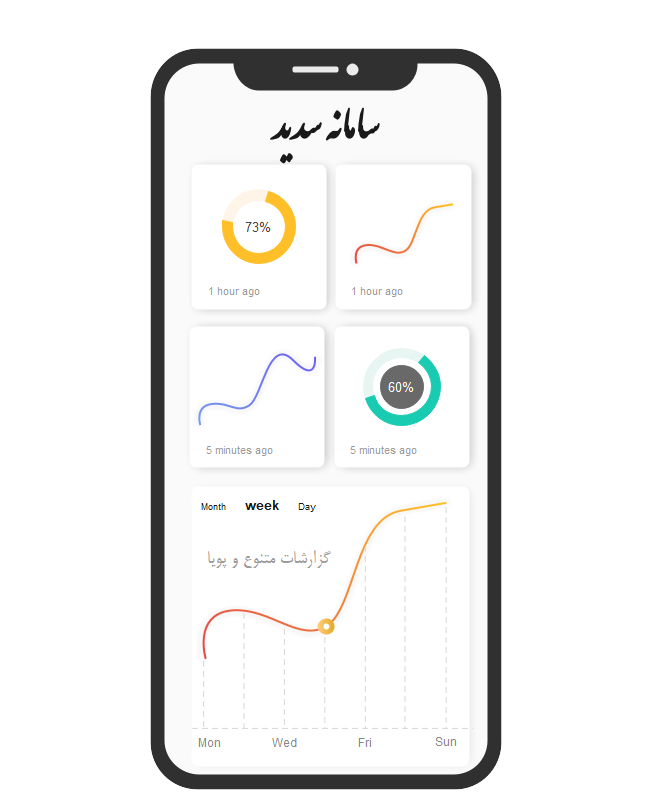 سامانه سدید
73%
1 hour ago
1 hour ago
5 minutes ago
60%
5 minutes ago
Month week Day
گزارشات متنوع و پویا
Mon Wed Fri Sun